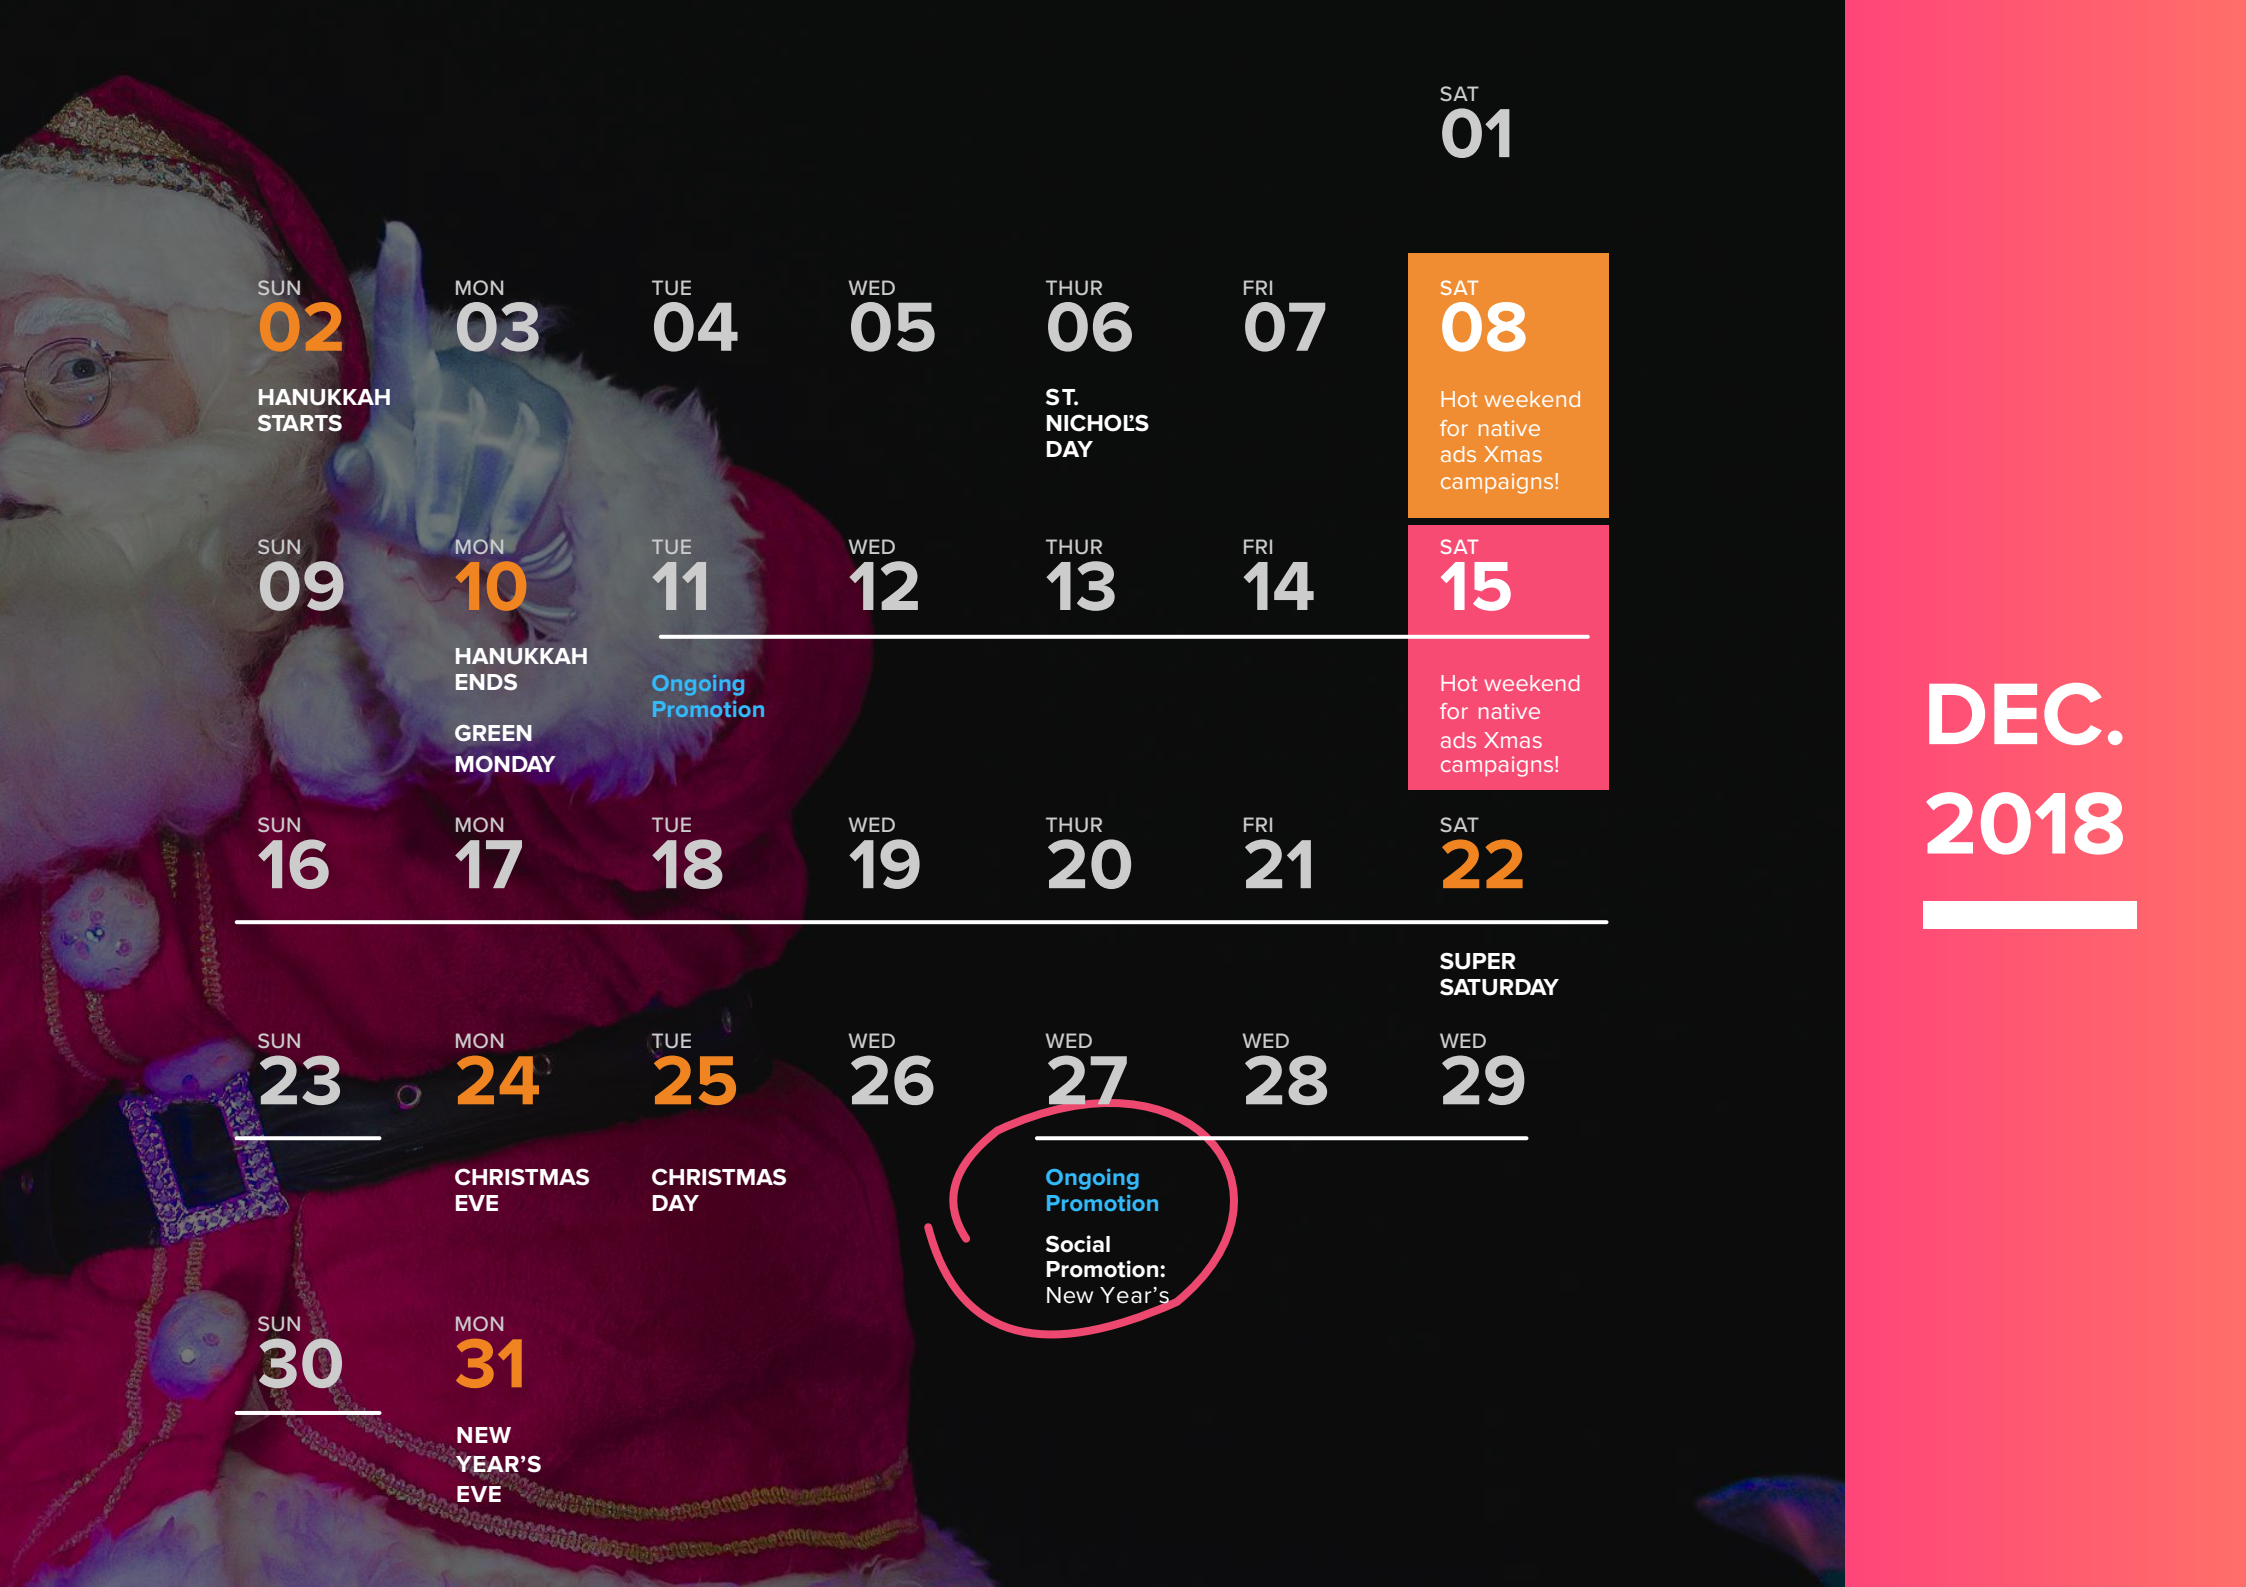 SAT
01
SUN MON TUE WED THUR FRI SAT
02 03 04 05 06 07 08
HANUKKAH
STARTS
ST.
NICHOL'S
DAY
Hot weekend
for native
ads Xmas
campaigns!
SUN MON TUE WED THUR FRI SAT
09 10 11 12 13 14 15
HANUKKAH
ENDS
GREEN
MONDAY
Ongoing
Promotion
Hot weekend
for native
ads Xmas
campaigns!
SUN MON TUE WED THUR FRI SAT
16 17 18 19 20 21 22
SUPER
SATURDAY
SUN MON TUE WED WED WED WED
23 24 25 26 27 28 29
CHRISTMAS
EVE
CHRISTMAS
DAY
Ongoing
Promotion
Social
Promotion:
New Year's
SUN MON
30 31
NEW
YEAR'S
EVE
DEC.
2018